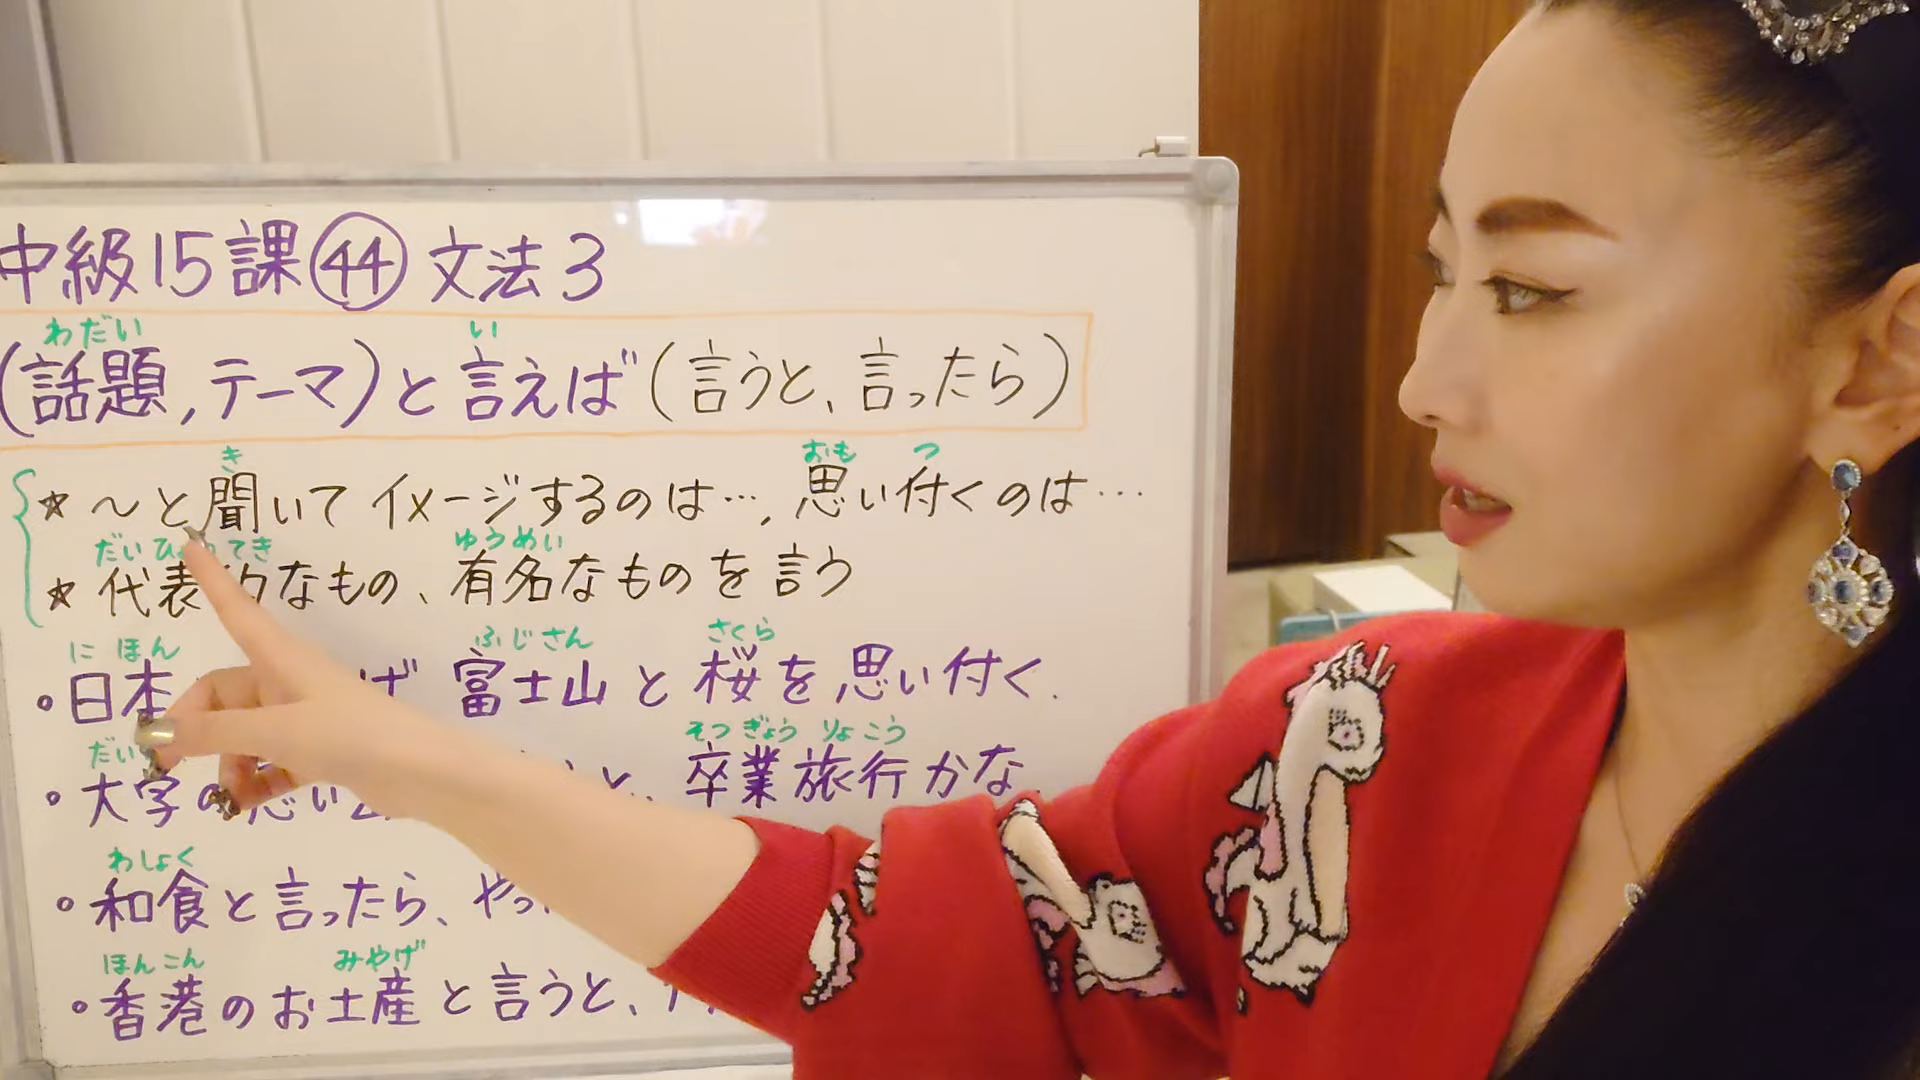 中級15課㊹文法3
わだい い
(話題,テーマ)と言えば(言うと、言ったら)
き おも つ
★〜と聞いてイメージするのは…,思い付くのは…
だい てき ゆうめい
★代表的なもの、有名なものを言う
にほん ふじさん さくら
・日本 ば 富士山と桜を思い付く.
だい そつぎょうりょこう
・大学の思い と、卒業旅行かな.
わしょく
・和食と言ったら、やっ
ほんこん みやげ
・香港のお土産と言うと、